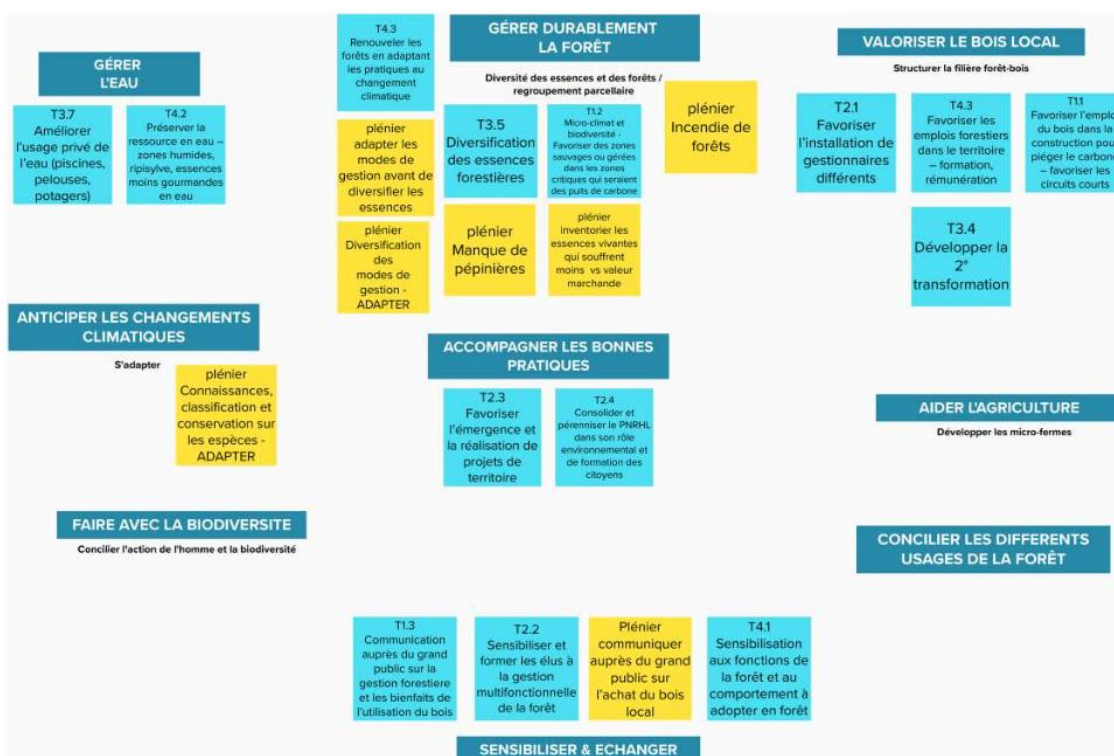 GÉRER
L'EAU
T3.7
Améliorer
l'usage privé de
l'eau (piscines,
pelouses,
potagers)
T4.2
Préserver la
ressource en eau –
zones humides,
ripisylve, essences
moins gourmandes
en eau
T4.3
Renouveler les
forêts en adaptant
les pratiques au
changement
climatique
GÉRER DURABLEMENT
LA FORÊT
Diversité des essences et des forêts /
regroupement parcellaire
plénier
adapter les
modes de
gestion avant de
diversifier les
essences
T3.5
Diversification
des essences
forestières
T1.2
Micro-climat et
biodiversité -
Favoriser des zones
sauvages ou gérées
dans les zones
critiques qui seraient
des puits de carbone
plénier
Incendie de
forêts
plénier
Diversification
des
modes de
gestion -
ADAPTER
plénier
Manque de
pépinières
plénier
inventorier les
essences vivantes
qui souffrent
moins vs valeur
marchande
VALORISER LE BOIS LOCAL
Structurer la filière forêt-bois
T2.1
Favoriser
l'installation de
gestionnaires
différents
T4.3
Favoriser les
emplois forestiers
dans le territoire
– formation,
rémunération
T1.1
Favoriser l'emplo
du bois dans la
construction pou
piéger le carbone
– favoriser les
circuits courts
T3.4
Développer la
2°
transformation
ANTICIPER LES CHANGEMENTS
CLIMATIQUES
S'adapter
plénier
Connaissances,
classification et
conservation sur
les espèces -
ADAPTER
ACCOMPAGNER LES BONNES
PRATIQUES
T2.3
Favoriser
l'émergence et
la réalisation de
projets de
territoire
T2.4
Consolider et
pérenniser le PNRHL
dans son rôle
environnemental et
de formation des
citoyens
AIDER L'AGRICULTURE
Développer les micro-fermes
FAIRE AVEC LA BIODIVERSITE
Concilier l'action de l'homme et la biodiversité
CONCILIER LES DIFFERENTS
USAGES DE LA FORÊT
T1.3
Communication
auprès du grand
public sur la
gestion forestiere
et les bienfaits de
l'utilisation du bois
T2.2
Sensibiliser et
former les élus à
la gestion
multifonctionnelle
de la forêt
Plénier
communiquer
auprès du grand
public sur
l'achat du bois
local
T4.1
Sensibilisation
aux fonctions de
la forêt et au
comportement à
adopter en forêt
SENSIBILISER & ECHANGER